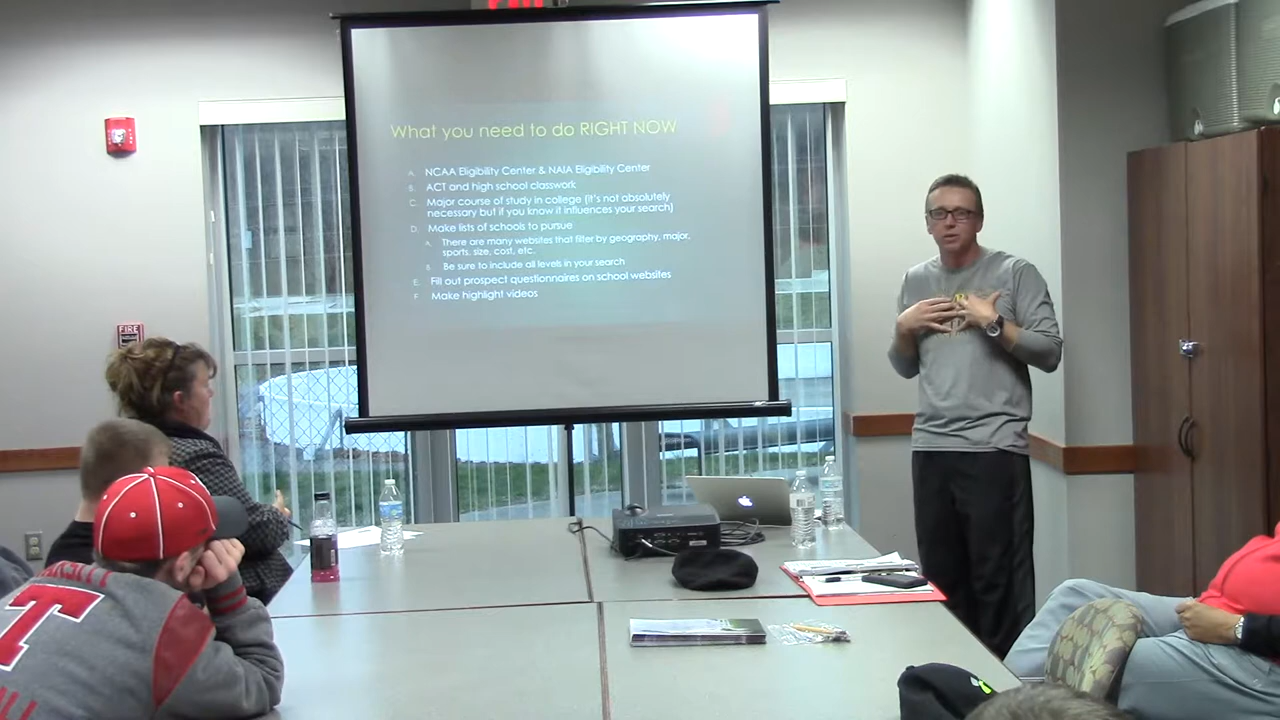 What you need to do RIGHT NOW
A. NCAA Eligibility Center & NAIA Eligibility Center
B. ACT and high school classwork
C. Major course of study in college (it's not absolutely
necessary but if you know it influences your search)
D. Make lists of schools to pursue
A. There are many websites that filter by geography, major,
sports, size, cost, etc.
B. Be sure to include all levels in your search
E. Fill out prospect questionnaires on school websites
F. Make highlight videos
FIRE
T